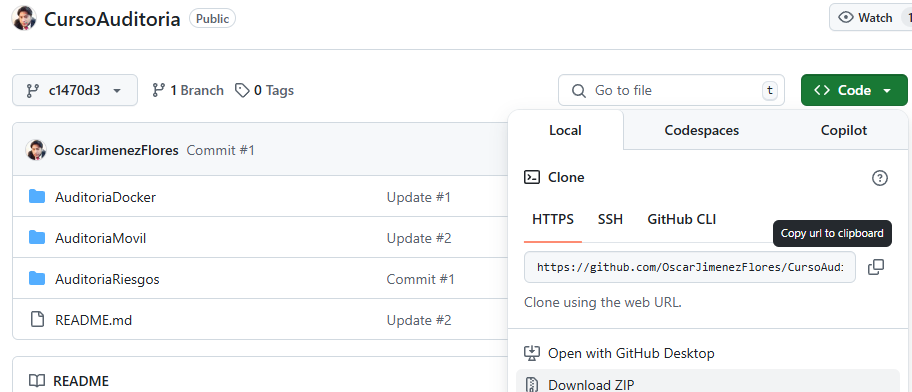 CursoAuditoria Public
Watch 1
c1470d3 1 Branch 0 Tags
Go to file t
Code
OscarJimenezFlores Commit #1
AuditoriaDocker Update #1
AuditoriaMovil Update #2
AuditoriaRiesgos Commit #1
README.md Update #2
README
Local Codespaces Copilot
Clone
HTTPS SSH GitHub CLI
Copy url to clipboard
https://github.com/OscarJimenezFlores/CursoAudi
Clone using the web URL.
Open with GitHub Desktop
Download ZIP